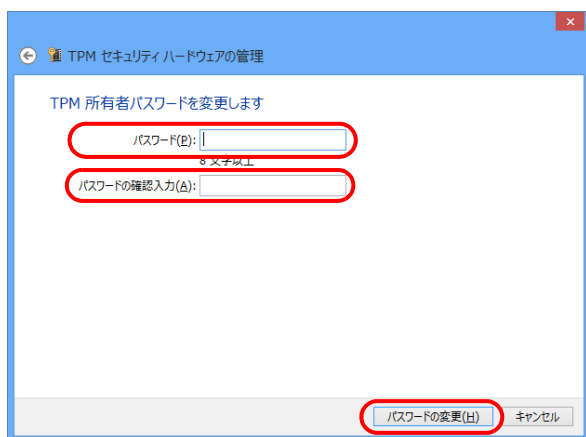 TPM セキュリティ ハードウェアの管理
TPM 所有者パスワードを変更します
パスワード(P):
8 文字以上
パスワードの確認入力(A):
パスワードの変更(H) キャンセル